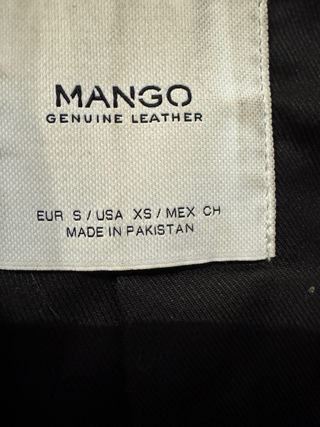 MANGO
GENUINE LEATHER
EUR S / USA XS / MEX CH
MADE IN PAKISTAN